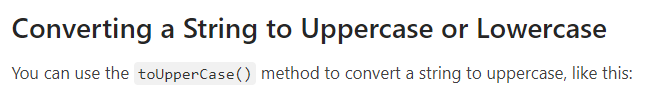 Converting a String to Uppercase or Lowercase
You can use the toUpperCase() method to convert a string to uppercase, like this: